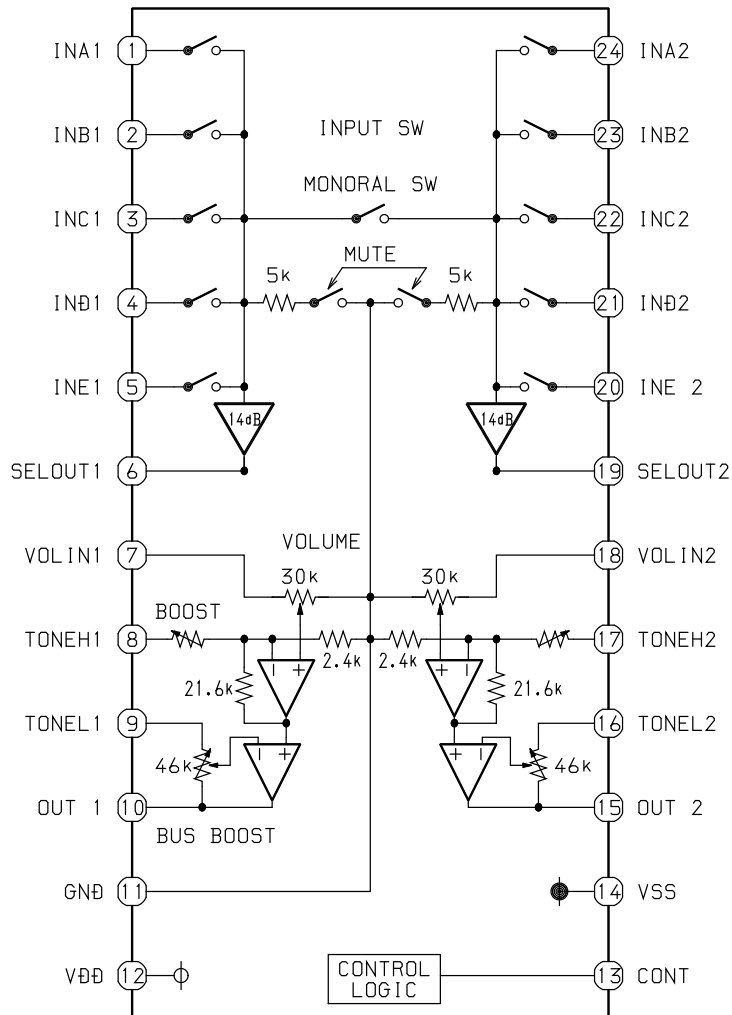 INA1 1 24 INA2
INB1 2 INPUT SW 23 INB2
MONORAL SW
INC1 3 22 INC2
MUTE
5k 5k
IND1 4 21 IND2
INE1 5 20 INE 2
14dB 14dB
SELOUT1 6 19 SELOUT2
VOLUME
VOLIN1 7 18 VOLIN2
30k 30k
BOOST
TONEH1 8 17 TONEH2
2.4k 2.4k
- + + -
21.6k 21.6k
TONEL1 9 16 TONEL2
- + + -
46k 46k
OUT 1 10 15 OUT 2
BUS BOOST
GND 11 14 VSS
VDD 12 CONTROL 13 CONT
LOGIC